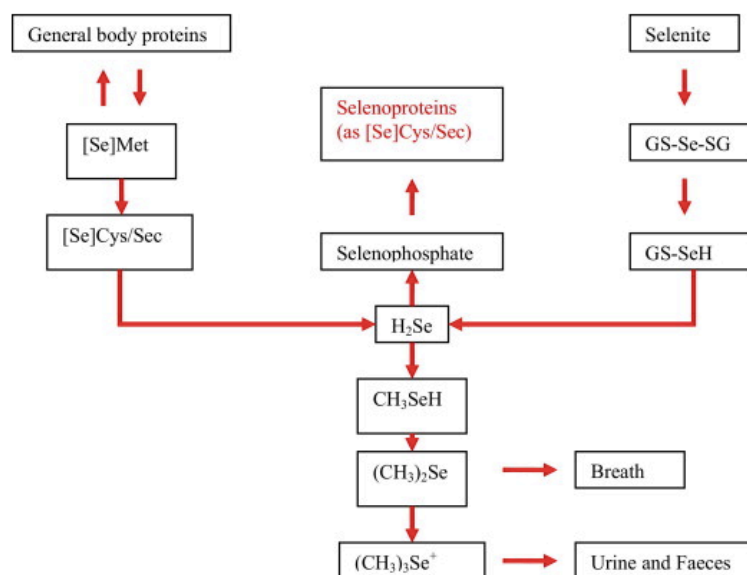 General body proteins
Selenite
Selenoproteins
(as [Se]Cys/Sec)
[Se]Met
GS-Se-SG
[Se]Cys/Sec
Selenophosphate
GS-SeH
H₂Se
CH₃SeH
(CH₃)₂Se
Breath
(CH₃)₃Se⁺
Urine and Faeces